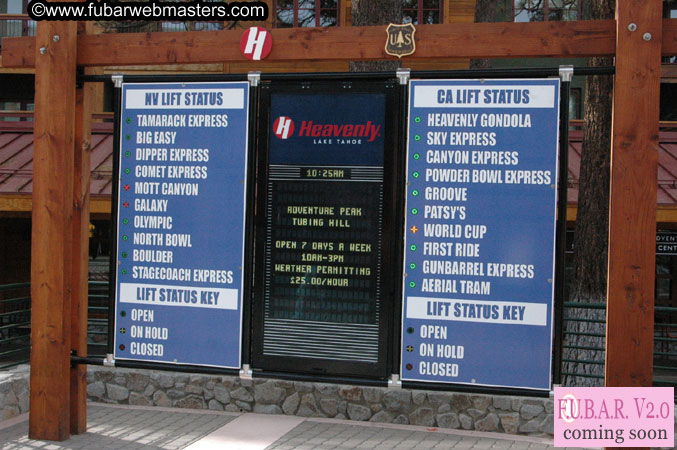 www.fubarwebmasters.com
H
U S
NV LIFT STATUS
TAMARACK EXPRESS
BIG EASY
DIPPER EXPRESS
COMET EXPRESS
MOTT CANYON
GALAXY
OLYMPIC
NORTH BOWL
BOULDER
STAGECOACH EXPRESS
LIFT STATUS KEY
OPEN
ON HOLD
CLOSED
H Heavenly
LAKE TAHOE
10:25AM
ADVENTURE PEAK
TUBING HILL
OPEN 7 DAYS A WEEK
10AM-3PM
WEATHER PERMITTING
$25.00/HOUR
CA LIFT STATUS
HEAVENLY GONDOLA
SKY EXPRESS
CANYON EXPRESS
POWDER BOWL EXPRESS
GROOVE
PATSY'S
WORLD CUP
FIRST RIDE
GUNBARREL EXPRESS
AERIAL TRAM
LIFT STATUS KEY
OPEN
ON HOLD
CLOSED
F.U.B.A.R. V2.0
coming soon